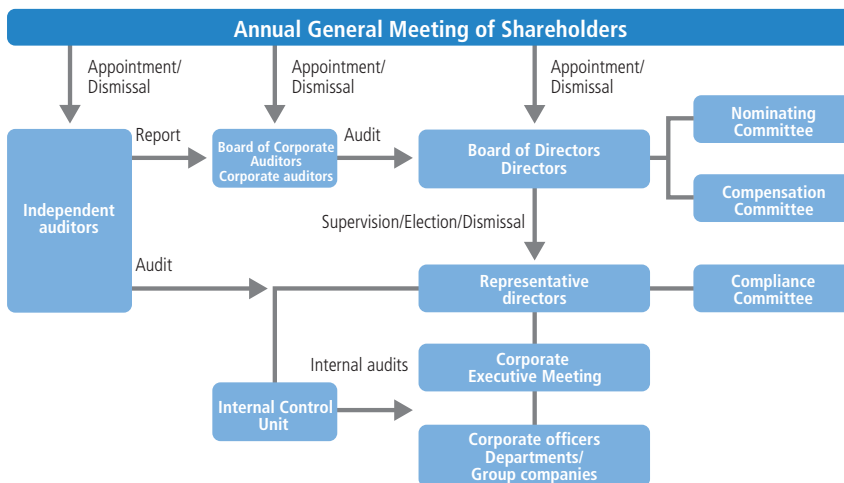 Annual General Meeting of Shareholders
Appointment/
Dismissal
Appointment/
Dismissal
Appointment/
Dismissal
Nominating
Committee
Report
Board of Corporate
Auditors
Corporate auditors
Audit
Board of Directors
Directors
Compensation
Committee
Independent
auditors
Supervision/Election/Dismissal
Audit
Representative
directors
Compliance
Committee
Internal audits
Corporate
Executive Meeting
Internal Control
Unit
Corporate officers
Departments/
Group companies